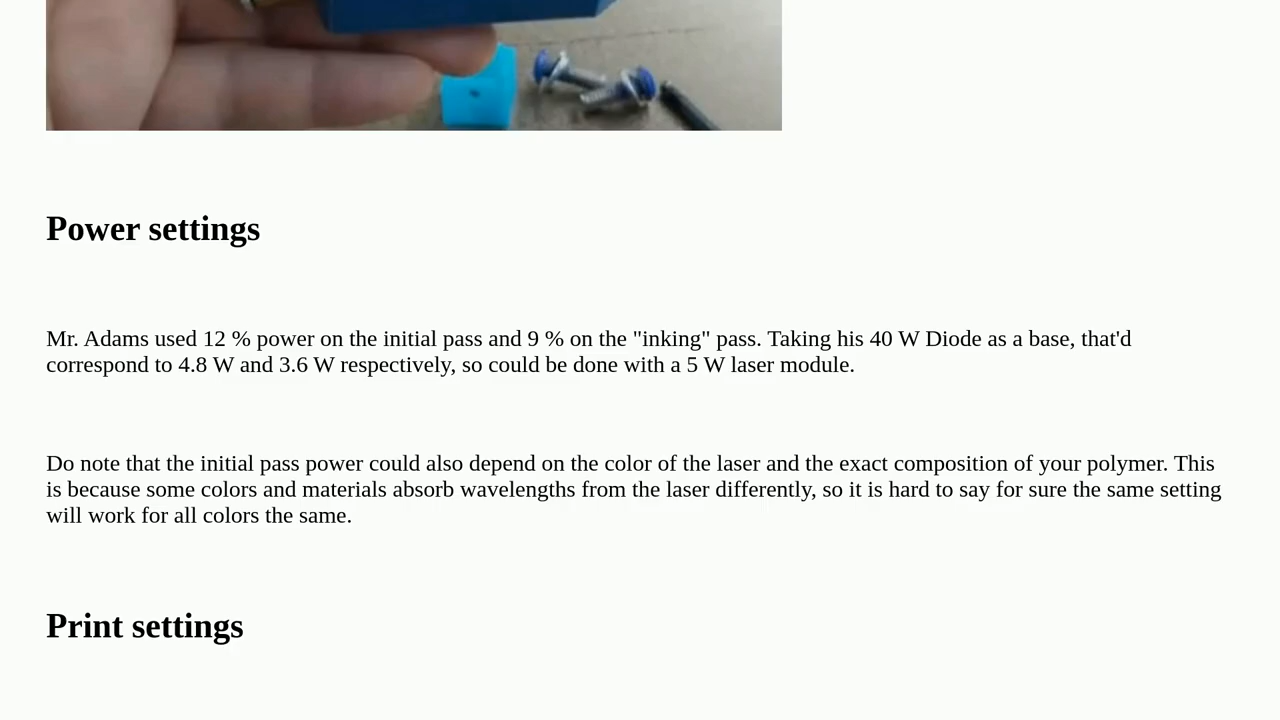 Power settings
Mr. Adams used 12 % power on the initial pass and 9 % on the "inking" pass. Taking his 40 W Diode as a base, that'd
correspond to 4.8 W and 3.6 W respectively, so could be done with a 5 W laser module.
Do note that the initial pass power could also depend on the color of the laser and the exact composition of your polymer. This
is because some colors and materials absorb wavelengths from the laser differently, so it is hard to say for sure the same setting
will work for all colors the same.
Print settings